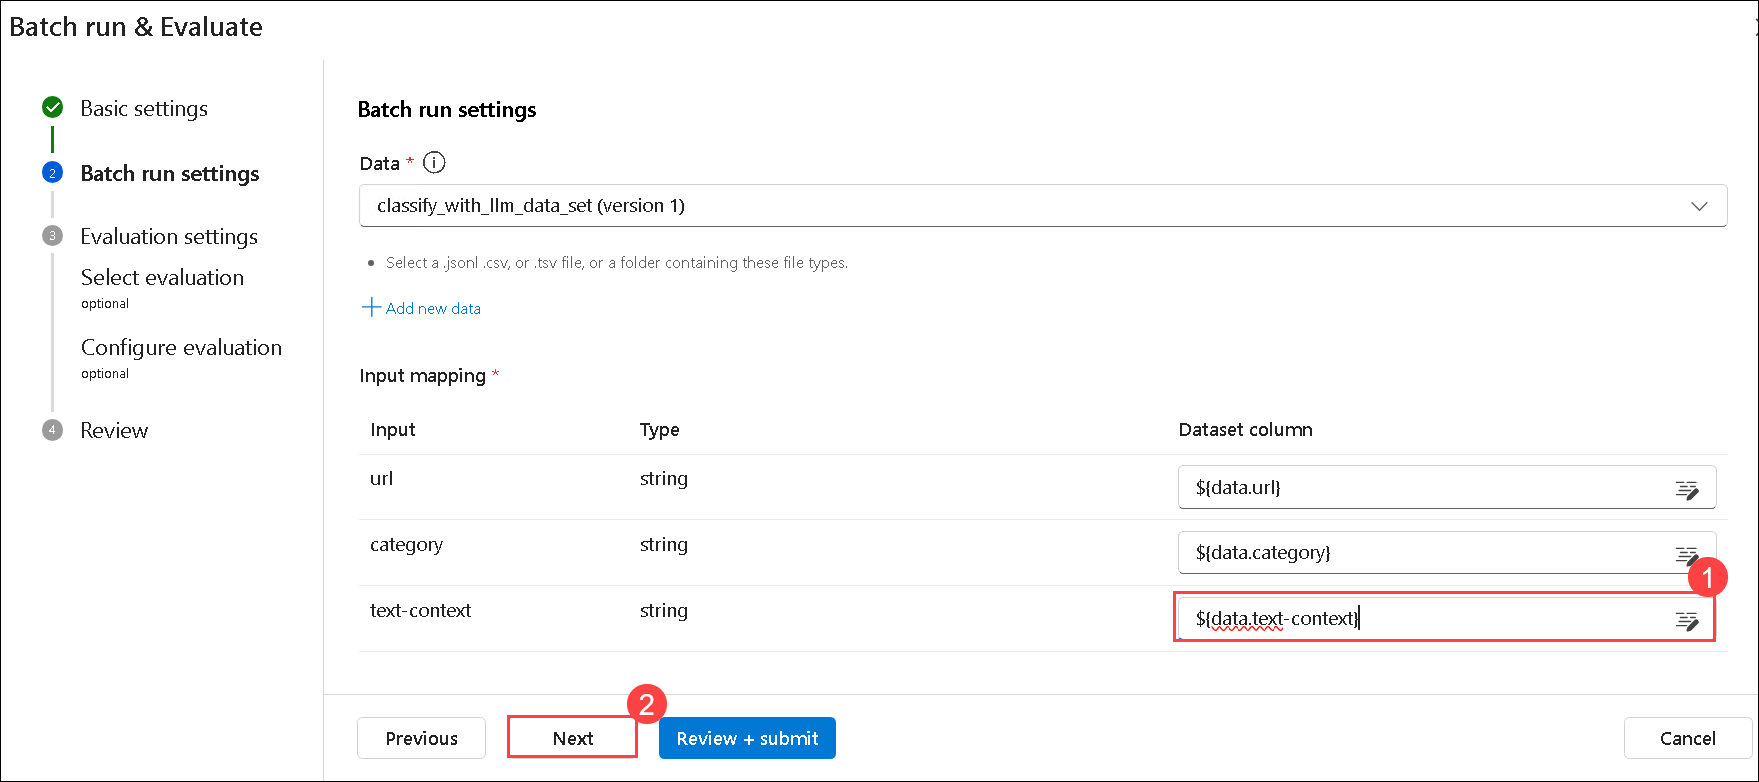 Batch run & Evaluate
Basic settings
2 Batch run settings
3 Evaluation settings
Select evaluation
optional
Configure evaluation
optional
4 Review
Batch run settings
Data *
classify_with_llm_data_set (version 1)
Select a .jsonl .csv, or .tsv file, or a folder containing these file types.
Add new data
Input mapping *
Input Type Dataset column
url string ${data.url}
category string ${data.category}
1
text-context string ${data.text-context}
2
Previous Next Review + submit Cancel